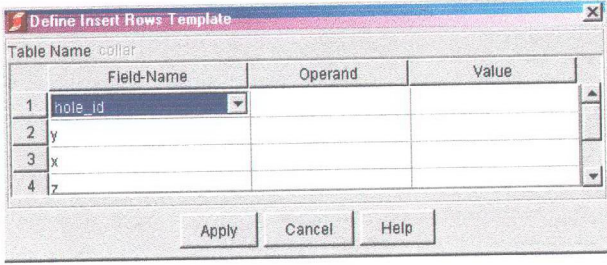 Define Insert Rows Template
Table Name collar
Field-Name Operand Value
1 hole_id
2 y
3 x
4 z
Apply Cancel Help